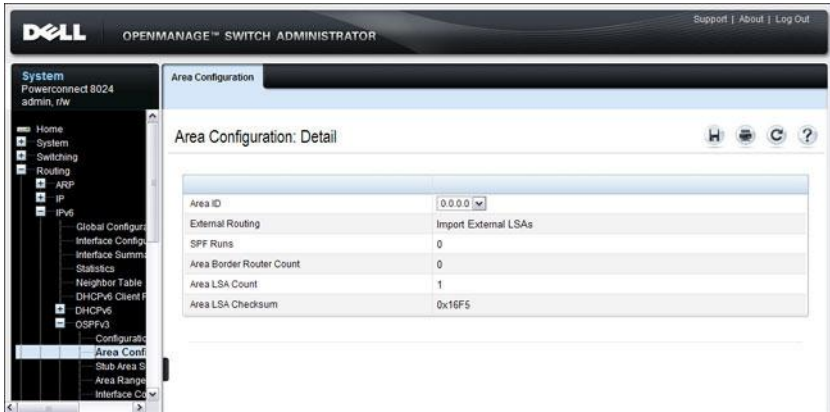 Support | About | Log Out
DELL OPENMANAGE™ SWITCH ADMINISTRATOR
System
Powerconnect 8024
admin, r/w
Area Configuration
Home
System
Switching
Routing
ARP
IP
IPv6
Global Configura
Interface Configu
Interface Summa
Statistics
Neighbor Table
DHCPv6 Client P
DHCPv6
OSPFv3
Configuratio
Area Confi
Stub Area S
Area Range
Interface Co
Area Configuration: Detail
Area ID 0.0.0.0
External Routing Import External LSAs
SPF Runs 0
Area Border Router Count 0
Area LSA Count 1
Area LSA Checksum 0x16F5